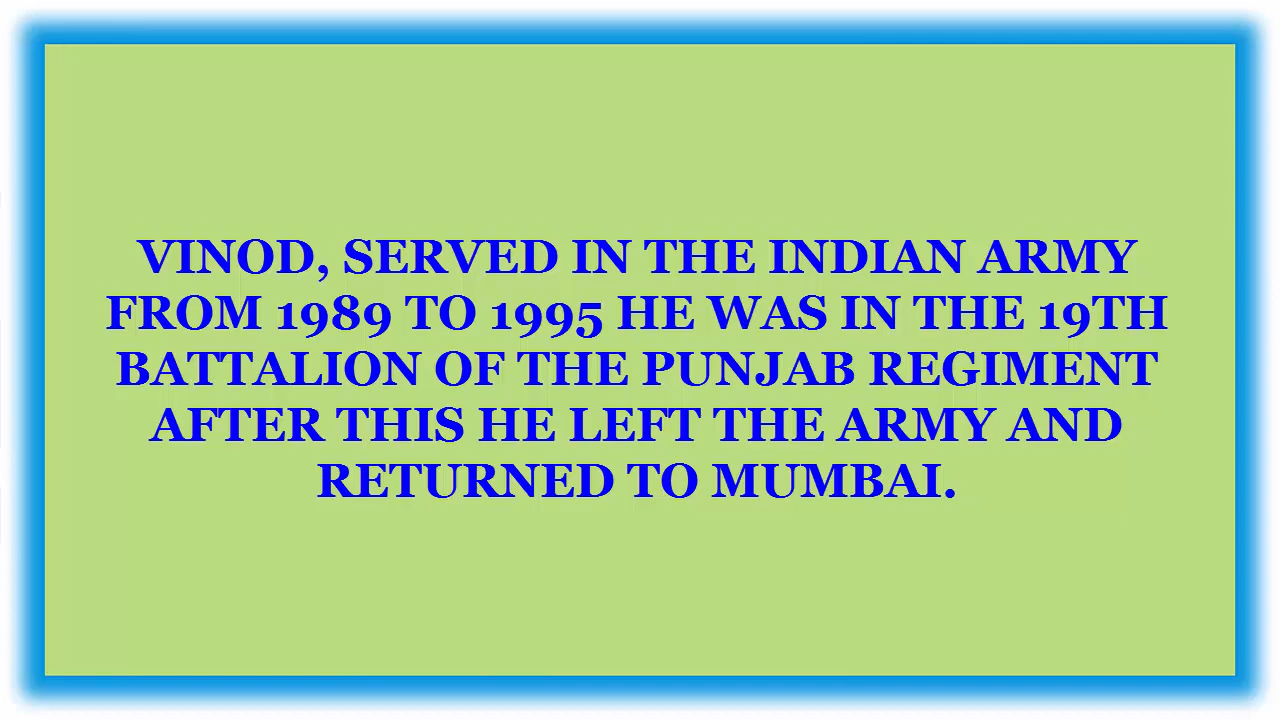 VINOD, SERVED IN THE INDIAN ARMY
FROM 1989 TO 1995 HE WAS IN THE 19TH
BATTALION OF THE PUNJAB REGIMENT
AFTER THIS HE LEFT THE ARMY AND
RETURNED TO MUMBAI.